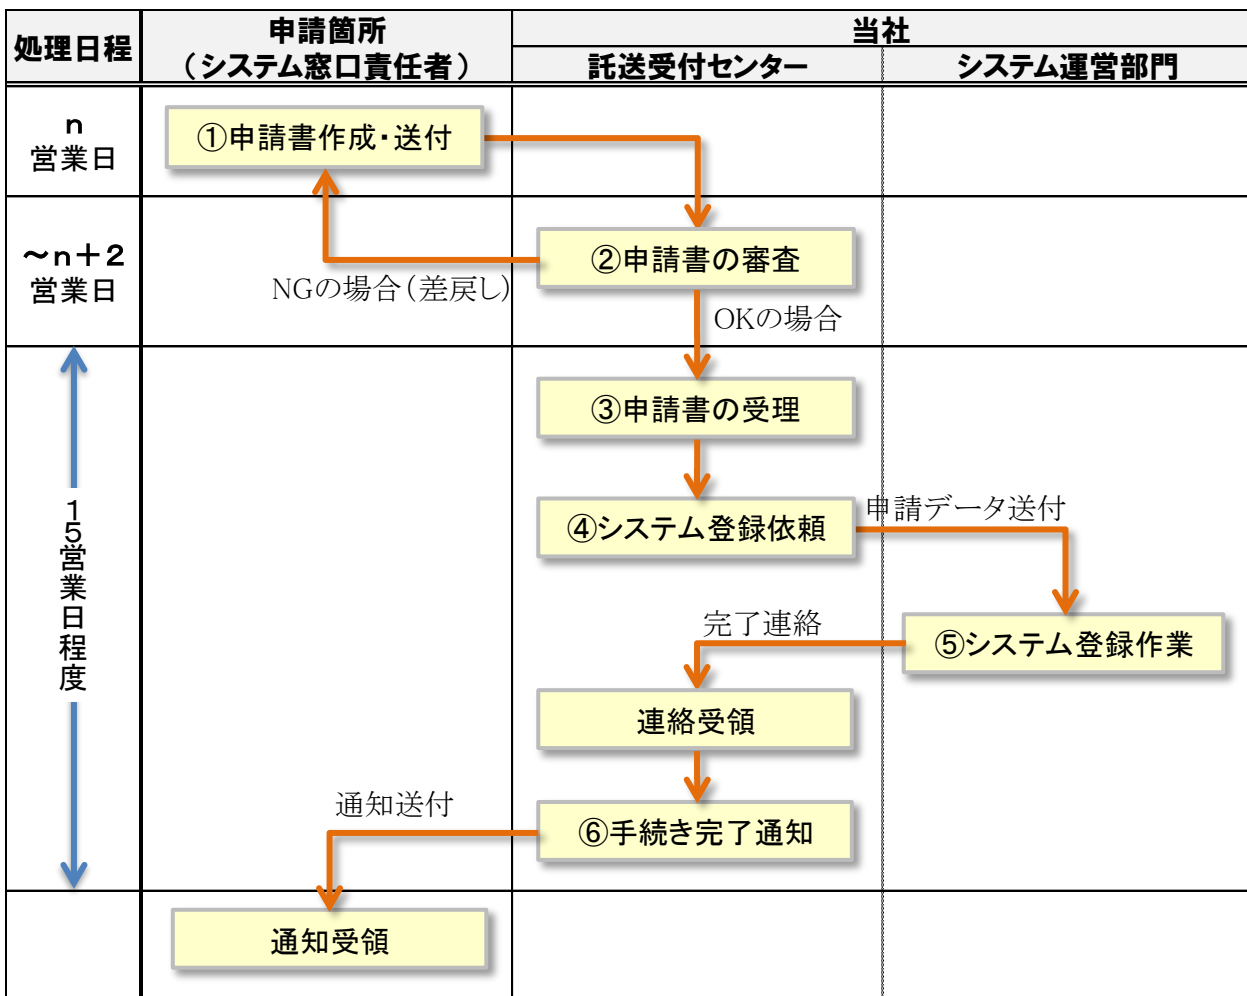 処理日程
申請箇所
(システム窓口責任者)
当社
託送受付センター
システム運営部門
n
営業日
①申請書作成・送付
~n+2
営業日
②申請書の審査
NGの場合(差戻し)
OKの場合
15営業日程度
③申請書の受理
④システム登録依頼
申請データ送付
⑤システム登録作業
完了連絡
連絡受領
⑥手続き完了通知
通知送付
通知受領